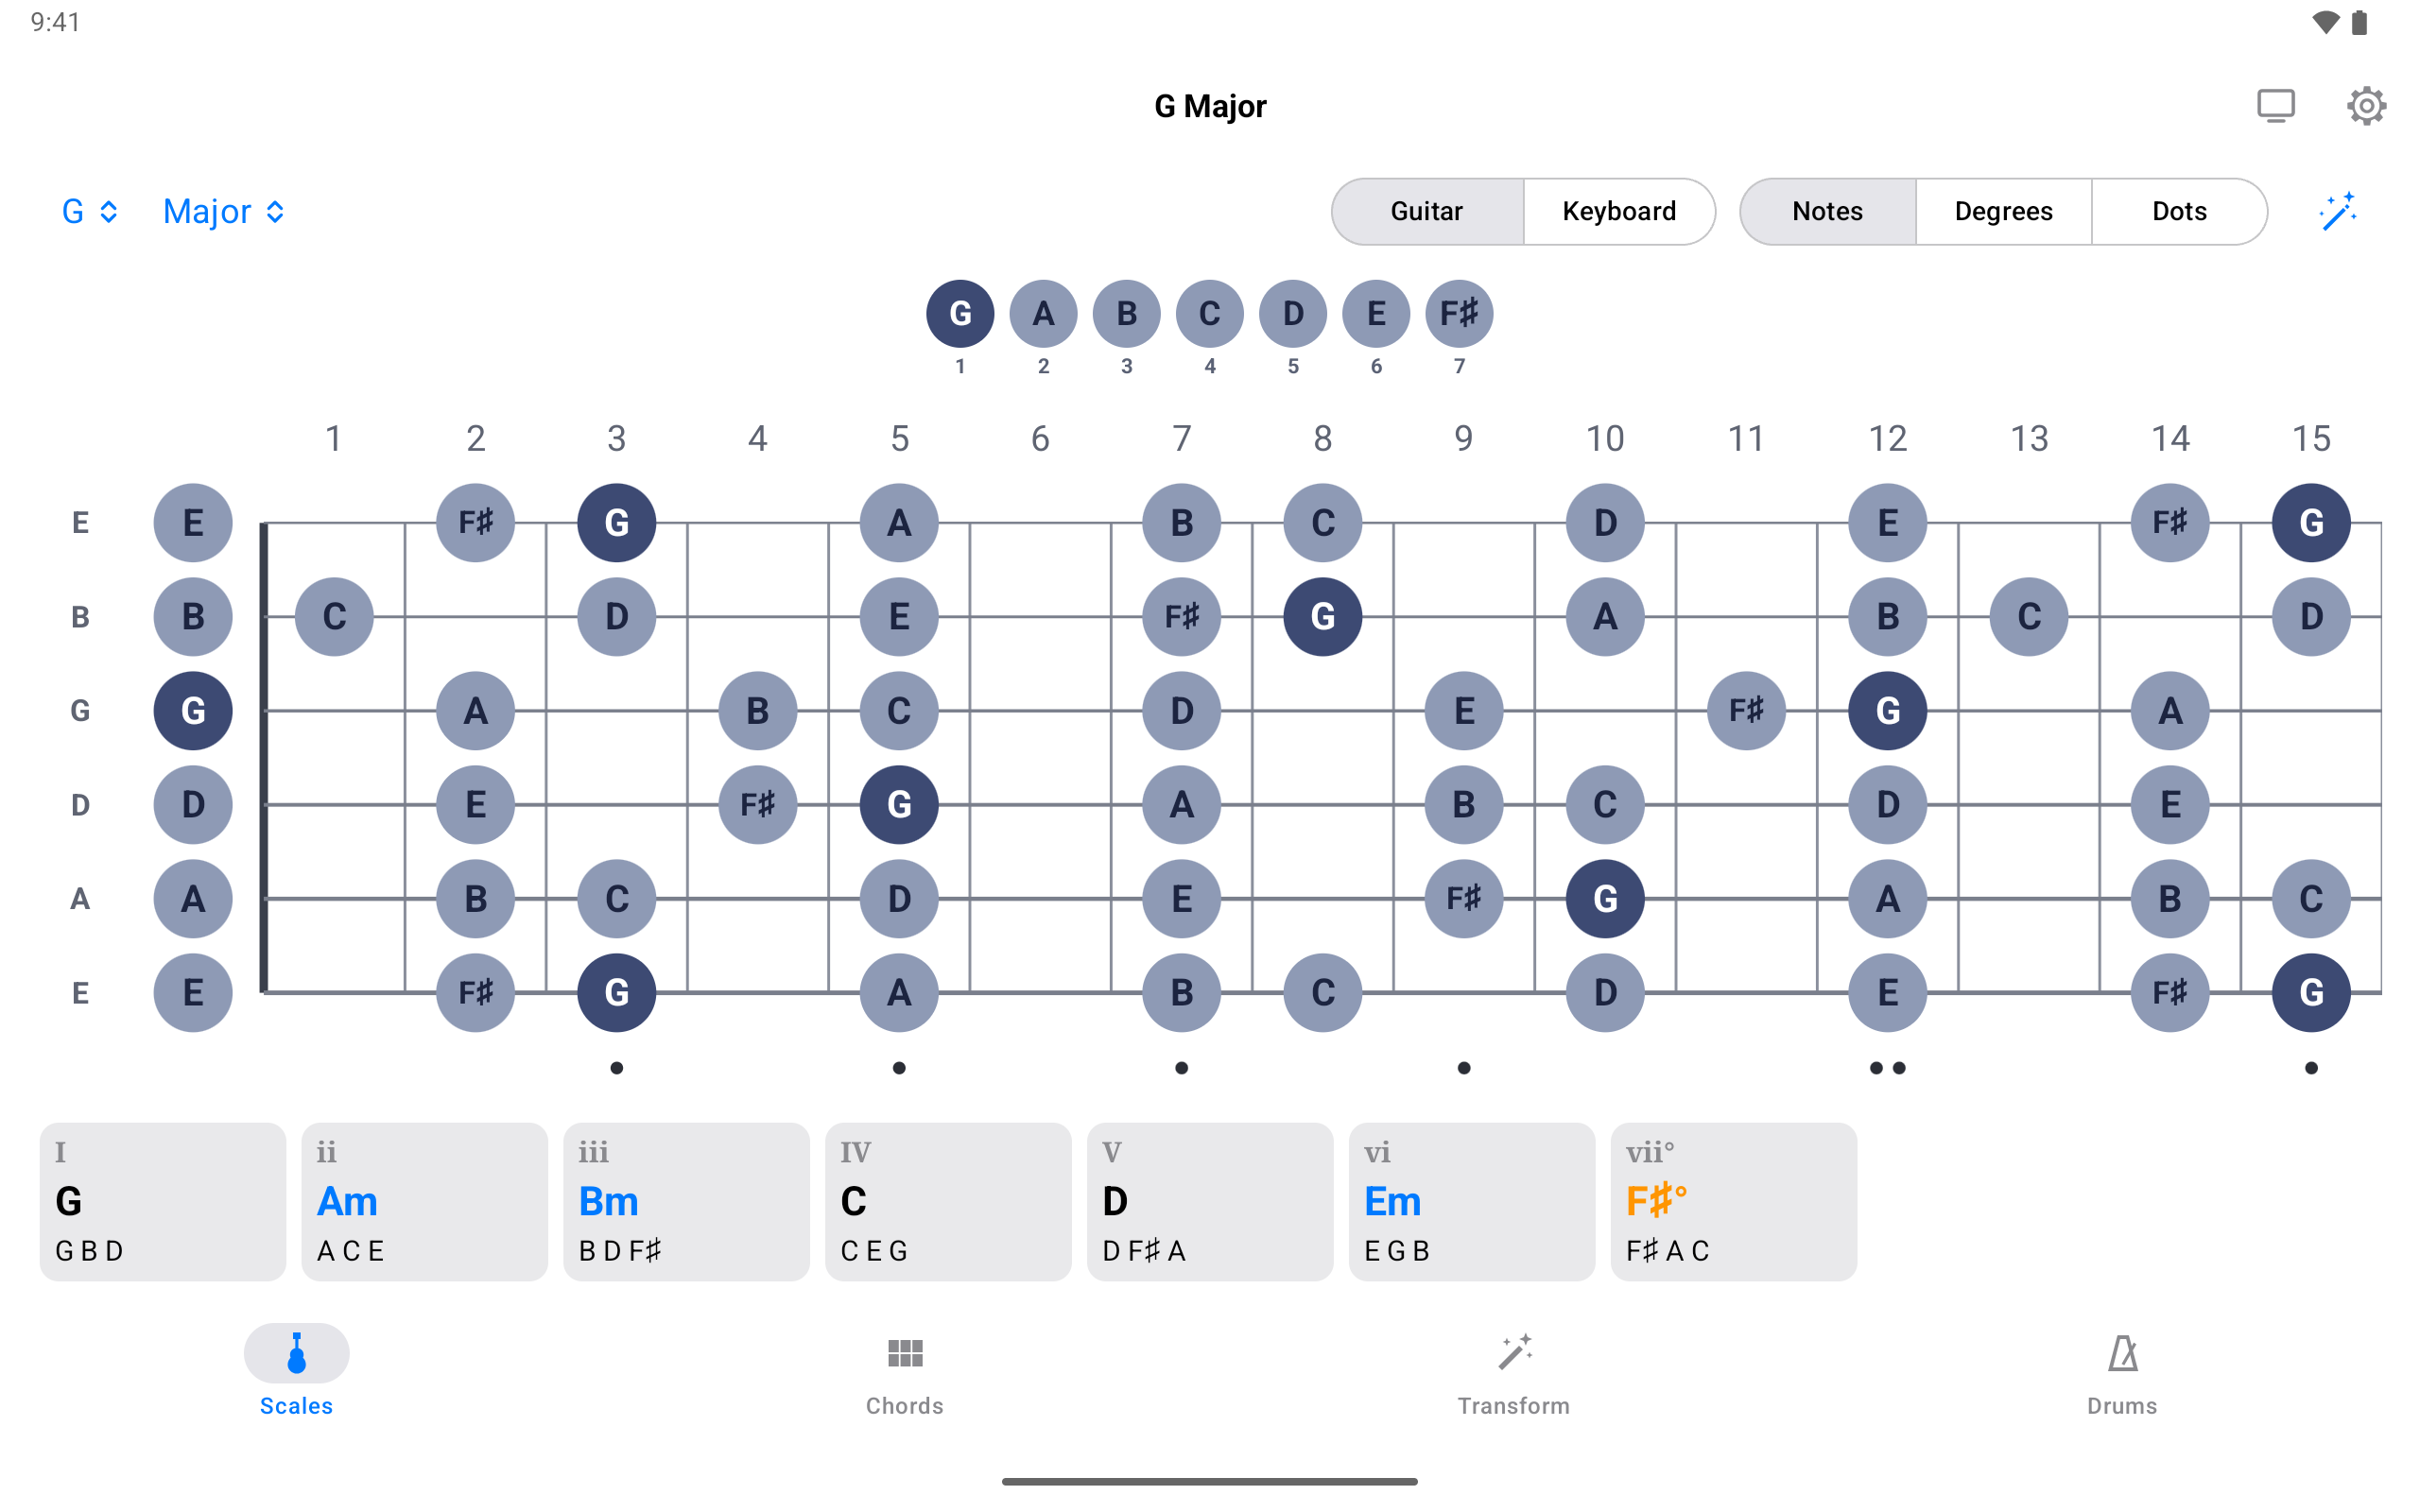 9:41
G Major
G Major Guitar Keyboard Notes Degrees Dots
G A B C D E F♯
1 2 3 4 5 6 7
1 2 3 4 5 6 7 8 9 10 11 12 13 14 15
E E F♯ G A B C D E F♯ G
B B C D E F♯ G A B C D
G G A B C D E F♯ G A
D D E F♯ G A B C D E
A A B C D E F♯ G A B C
E E F♯ G A B C D E F♯ G
I ii iii IV V vi vii°
G Am Bm C D Em F♯°
G B D A C E B D F♯ C E G D F♯ A E G B F♯ A C
Scales Chords Transform Drums